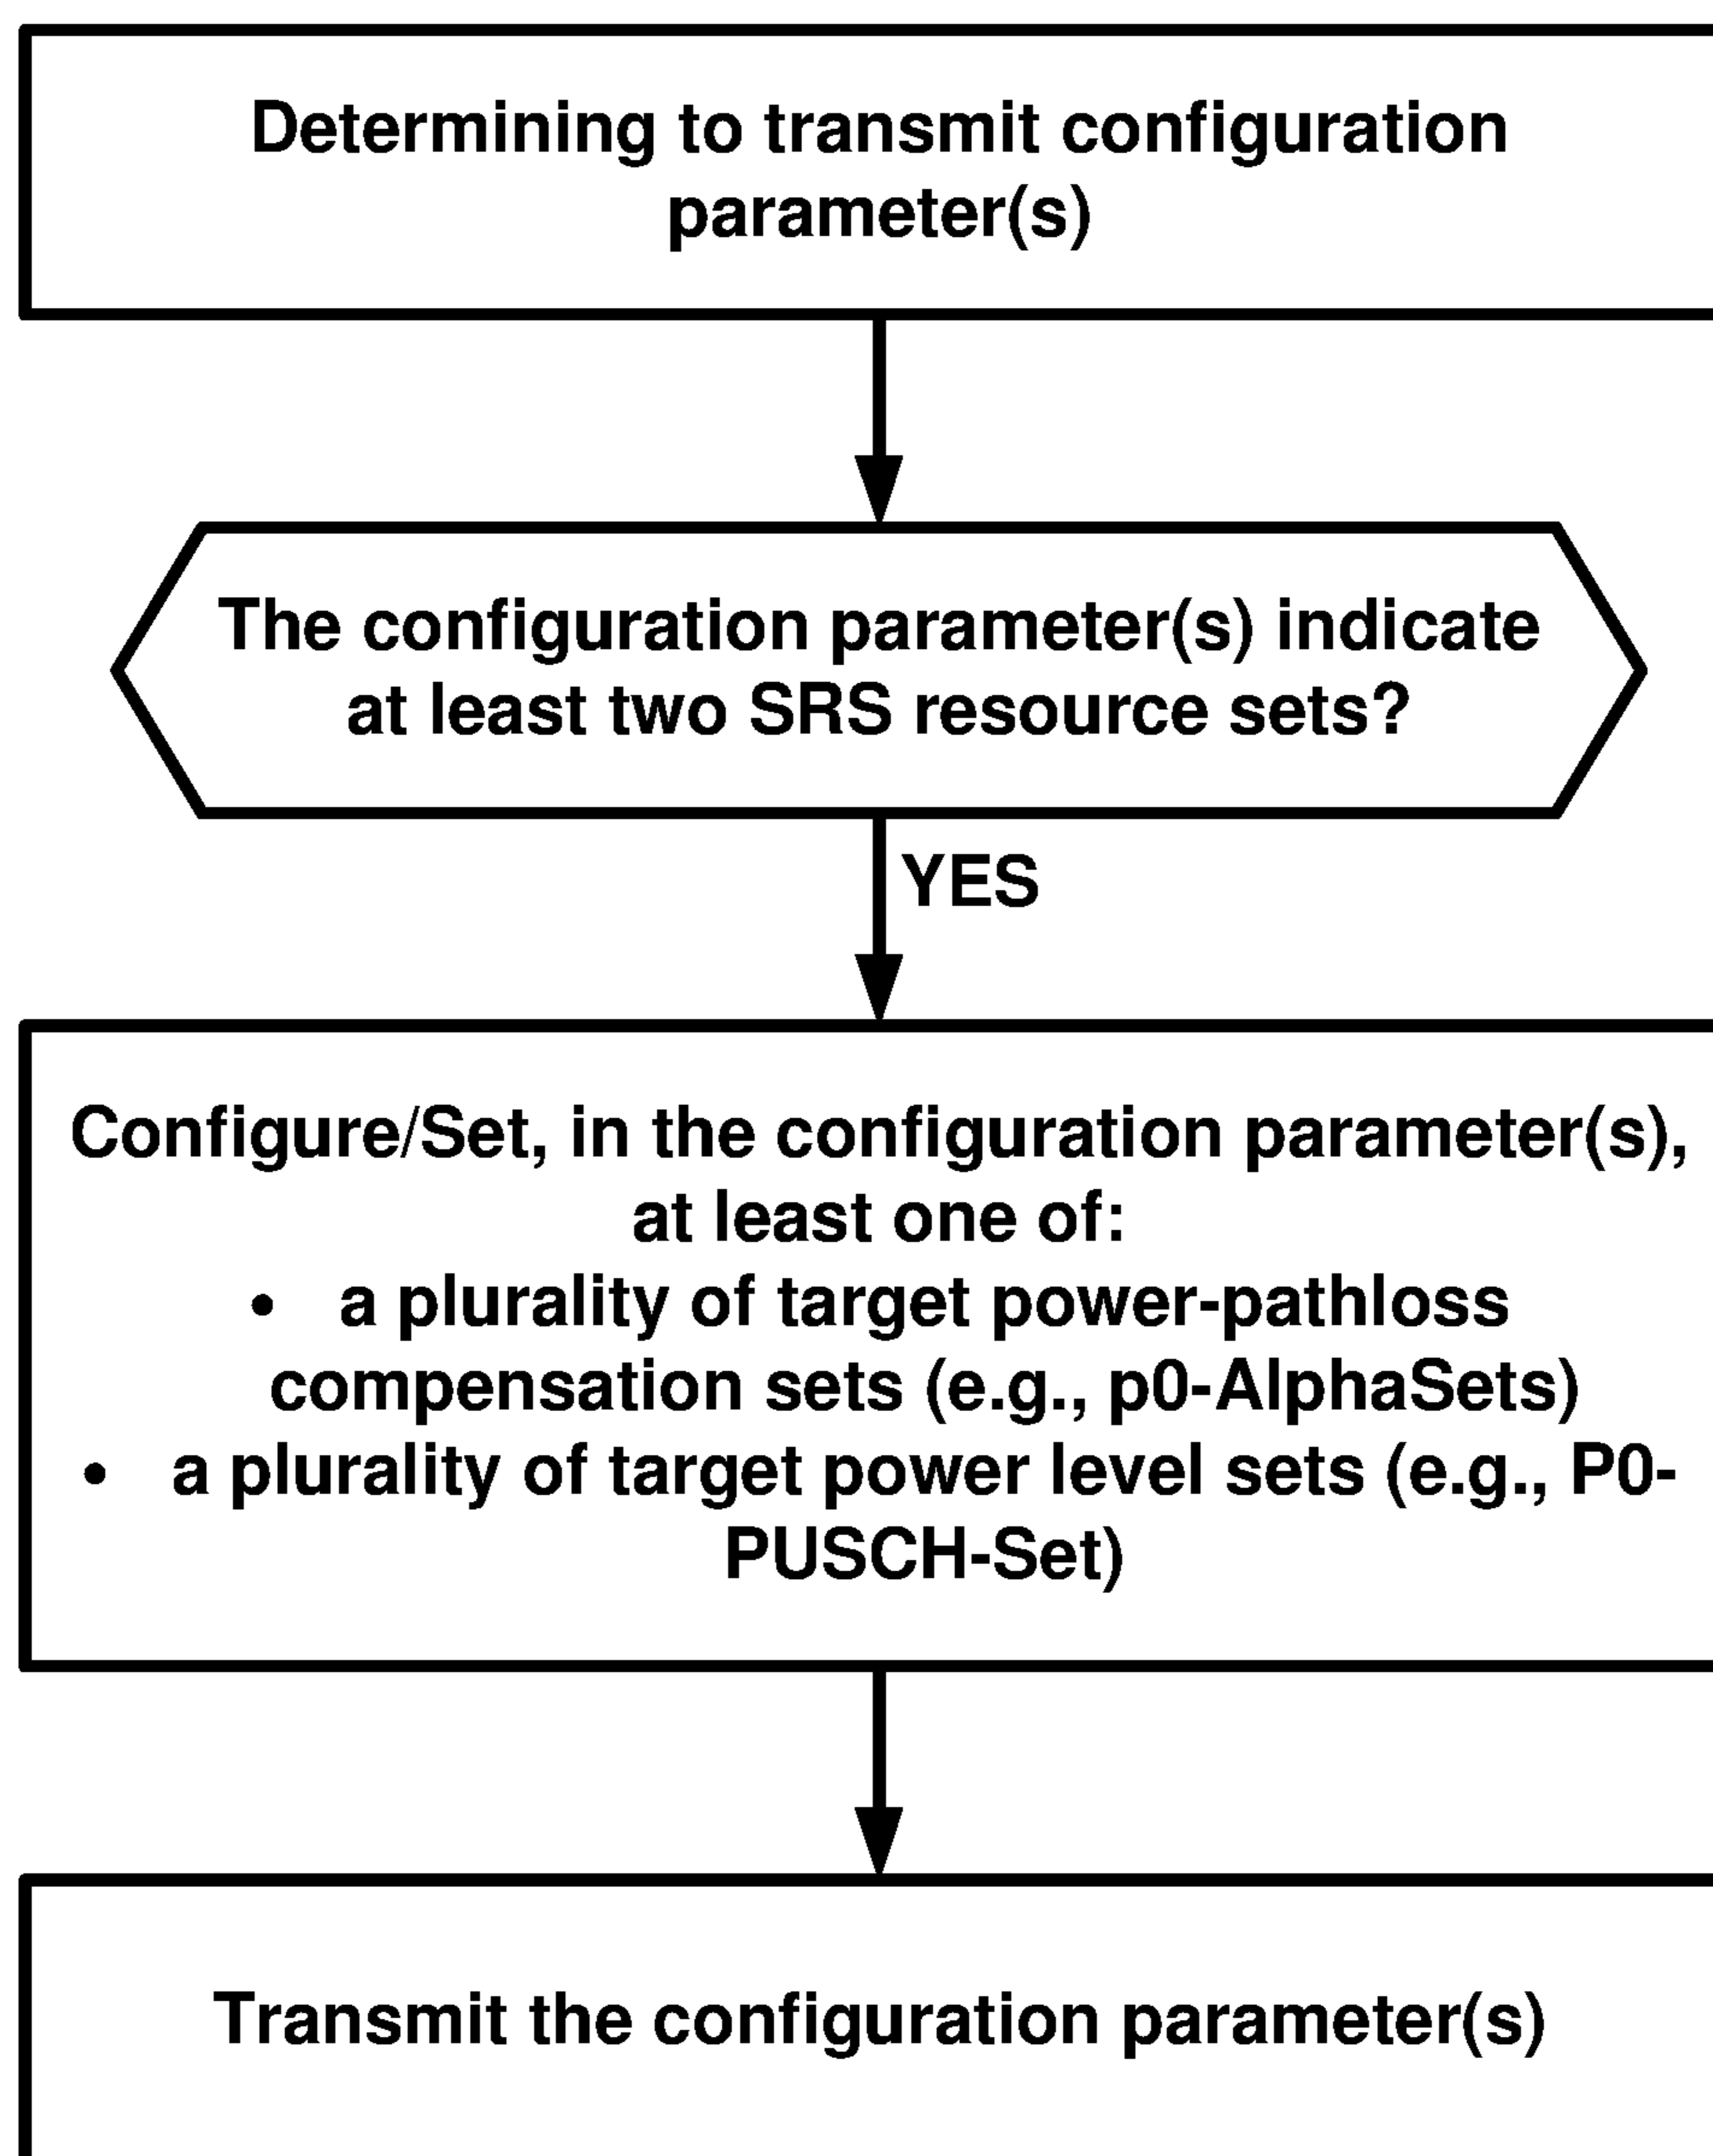 Determining to transmit configuration
parameter(s)
The configuration parameter(s) indicate
at least two SRS resource sets?
YES
Configure/Set, in the configuration parameter(s),
at least one of:
• a plurality of target power-pathloss
compensation sets (e.g., p0-AlphaSets)
• a plurality of target power level sets (e.g., P0-
PUSCH-Set)
Transmit the configuration parameter(s)